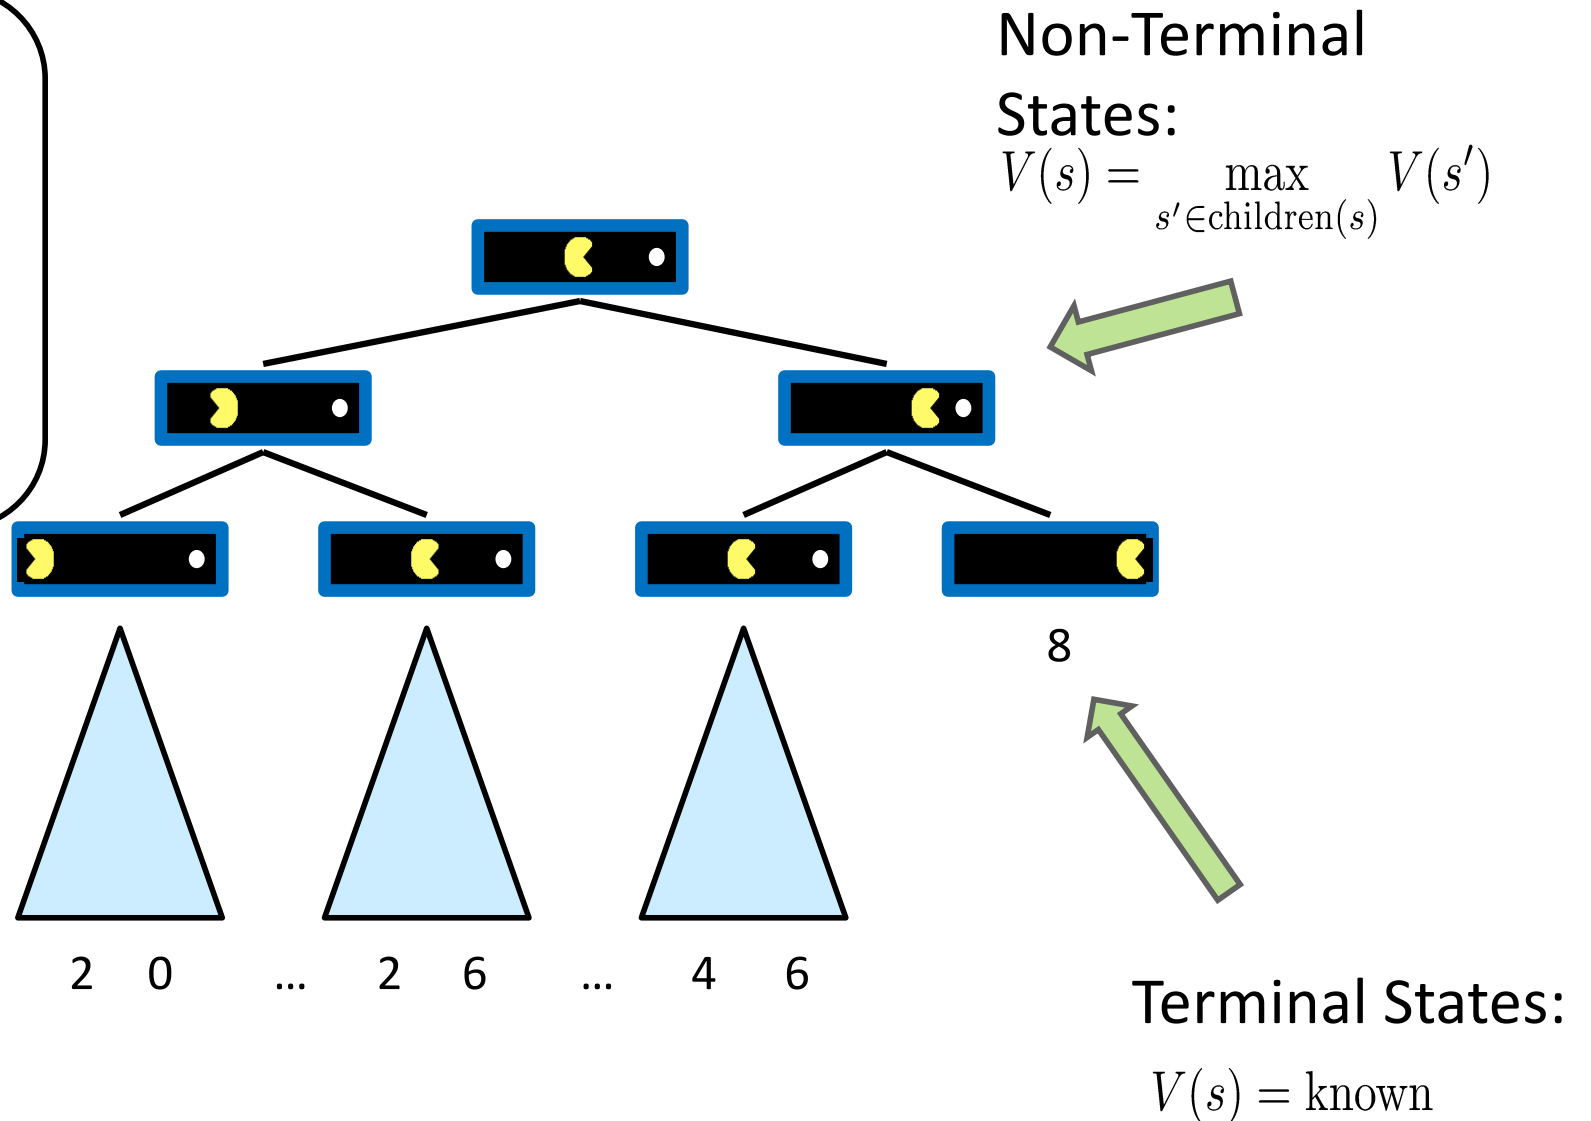 Non-Terminal
States:
V(s) = max V(s′)
s′∈children(s)
8
2 0 ... 2 6 ... 4 6
Terminal States:
V(s) = known